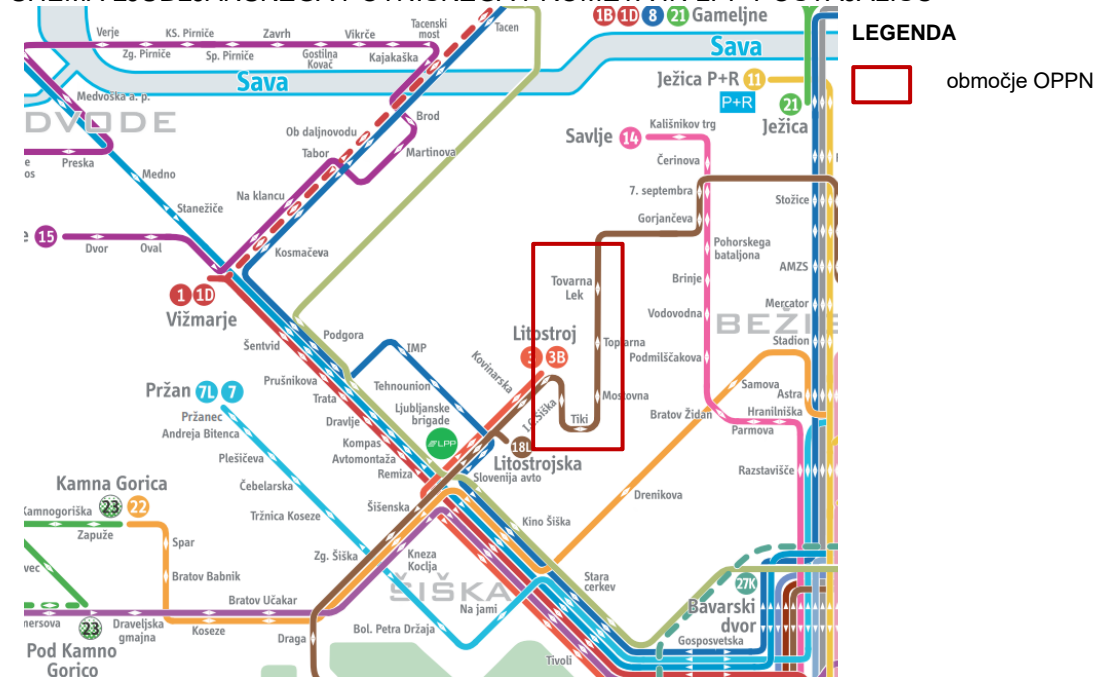 1B 1D 8 21 Gameljne
LEGENDA
območje OPPN
Verje
KS. Pirniče
Zavrh
Vikrče
Tacenski
most
Tacen
Zg. Pirniče
Sp. Pirniče
Gostilna
Kovač
Kajakaška
Sava
Sava
Ježica P+R 11
P+R
21
Ježica
Medvoška a. p.
DVODE
Brod
Ob daljnovodu
Tabor
Martinova
Savlje 14
Kališnikov trg
Čerinova
Preska
Medno
Stanežiče
Na klancu
7. septembra
Gorjančeva
Stožice
15
Dvor
Oval
Kosmačeva
Pohorskega
bataljona
AMZS
1 1D
Vižmarje
Tovarna
Lek
Brinje
Mercator
Vodovodna
BEŽI
Stadion
Šentvid
Podgora
IMP
Litostroj
3 3B
Toplarna
Podmilščakova
Kovinarska
Prušnikova
Tehnounion
Samova
Astra
Pržan 7L 7
Trata
Ljubljanske
brigade
Mostovna
Pržanec
Andreja Bitenca
Dravlje
LPP
I.C.Šiška
Tiki
Bratov Židan
Hranilniška
Parmova
Kompas
Avtomontaža
Remiza
18L
Litostrojska
Slovenija avto
Plešičeva
Čebelarska
Razstavišče
Kamna Gorica
23 22
Kamnogoriška
Zapuže
Tržnica Koseze
Šišenska
Drenikova
Kino Šiška
Spar
Zg. Šiška
Kneza
Koclja
Bratov Babnik
ŠIŠKA
Stara
cerkev
27K
Bavarski
dvor
Bratov Učakar
Na jami
Gosposvetska
23
Draveljska
gmajna
Koseze
Draga
Bol. Petra Držaja
Tivoli
Pod Kamno
Gorico